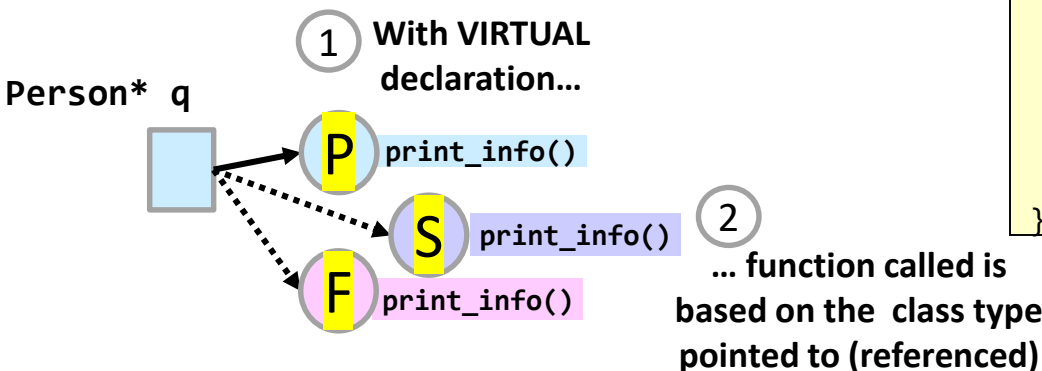 1
With VIRTUAL
declaration…
Person* q
P
print_info()
S
print_info()
F
print_info()
2
… function called is
based on the class type
pointed to (referenced)
}